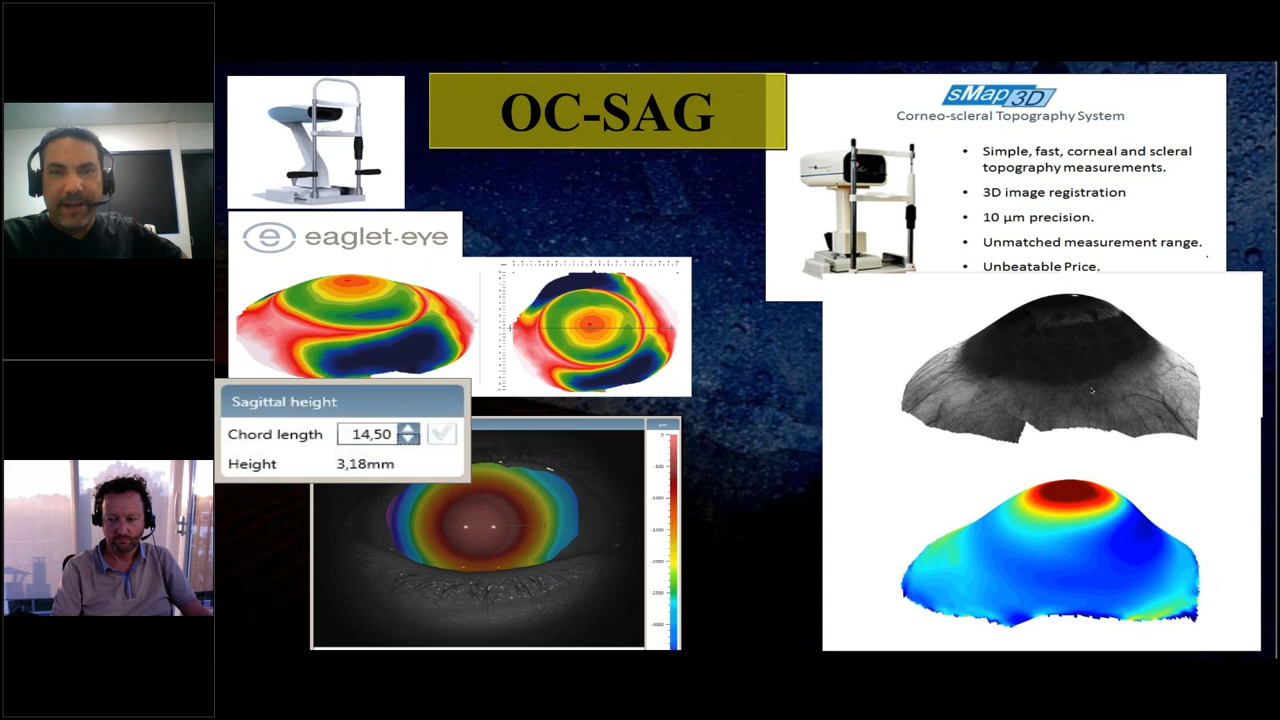 OC-SAG
eaglet-eye
Sagittal height
Chord length 14,50
Height 3,18mm
sMap3D
Corneo-scleral Topography System
• Simple, fast, corneal and scleral
topography measurements.
• 3D image registration
• 10 µm precision.
• Unmatched measurement range.
• Unbeatable Price.